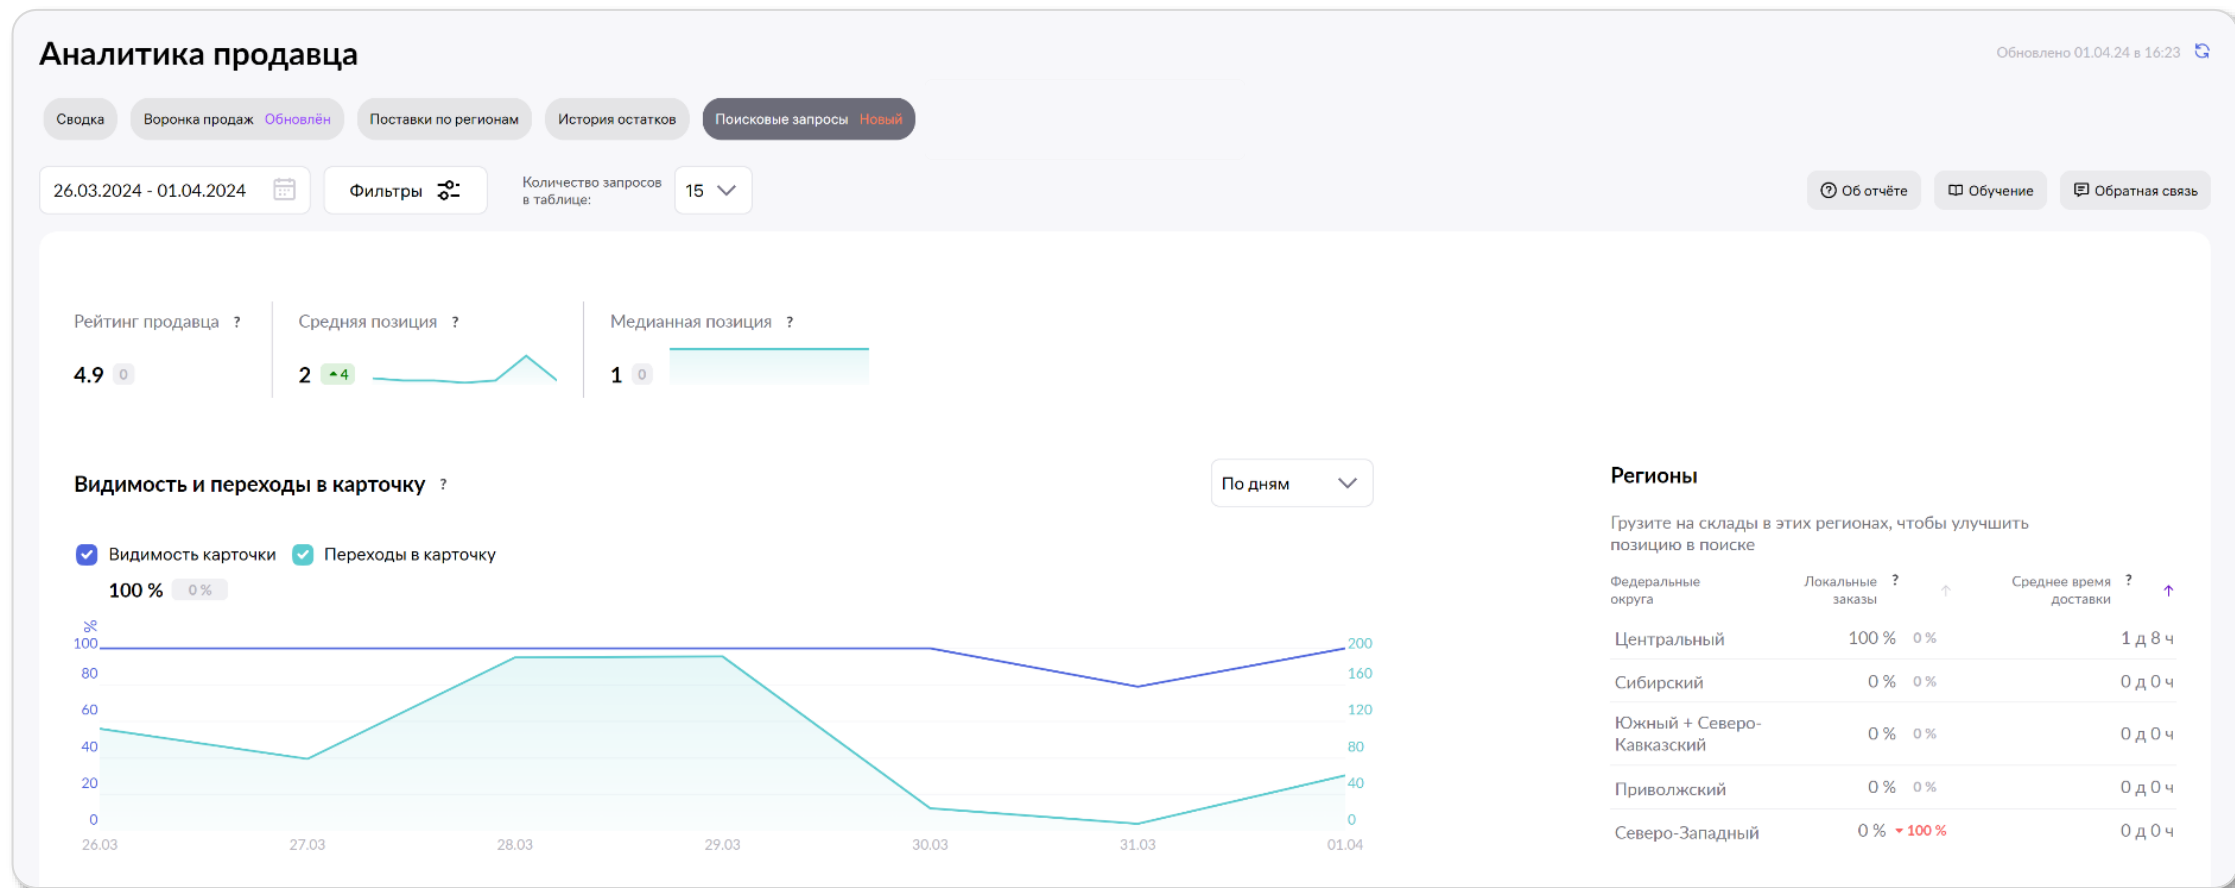 Аналитика продавца
Обновлено 01.04.24 в 16:23
Сводка
Воронка продаж Обновлён
Поставки по регионам
История остатков
Поисковые запросы Новый
26.03.2024 - 01.04.2024
Фильтры
Количество запросов
в таблице:
15
Об отчёте
Обучение
Обратная связь
Рейтинг продавца ?
4.9 0
Средняя позиция ?
2 4
Медианная позиция ?
1 0
Видимость и переходы в карточку ?
По дням
Видимость карточки
Переходы в карточку
100 % 0 %
%
100
80
60
40
20
0
200
160
120
80
40
0
26.03 27.03 28.03 29.03 30.03 31.03 01.04
Регионы
Грузите на склады в этих регионах, чтобы улучшить
позицию в поиске
Федеральные
округа
Локальные ?
заказы
Среднее время ?
доставки
Центральный 100 % 0 % 1 д 8 ч
Сибирский 0 % 0 % 0 д 0 ч
Южный + Северо-
Кавказский 0 % 0 % 0 д 0 ч
Приволжский 0 % 0 % 0 д 0 ч
Северо-Западный 0 % 100 % 0 д 0 ч